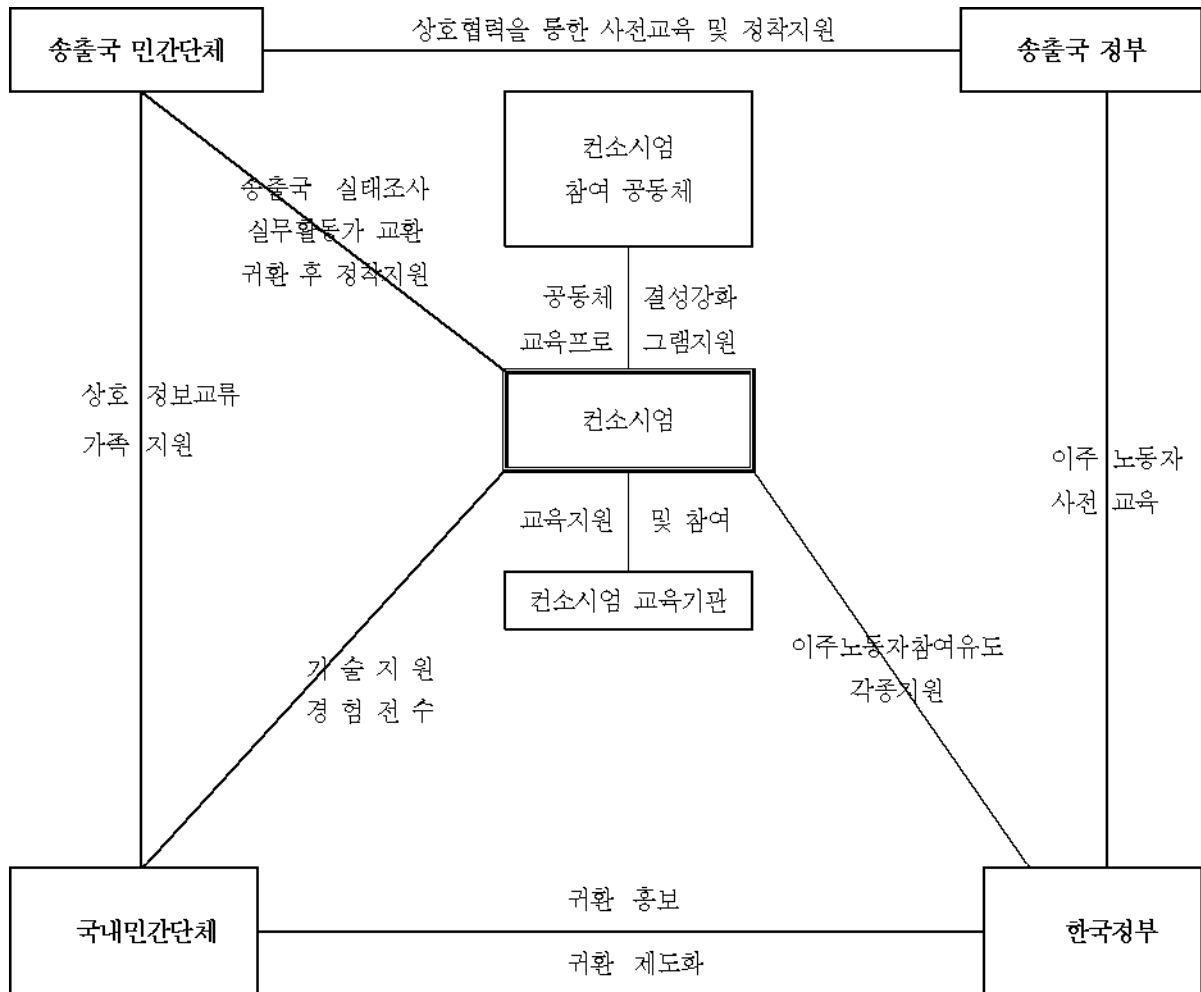 상호협력을 통한 사전교육 및 정착지원
송출국 민간단체
송출국 정부
컨소시엄
참여 공동체
송출국 실태조사
실무활동가 교환
귀환 후 정착지원
공동체 결성강화
교육프로그램지원
상호 정보교류
가족 지원
컨소시엄
이주 노동자
사전 교육
교육지원 및 참여
컨소시엄 교육기관
기 술 지 원
경 험 전 수
이주노동자참여유도
각종지원
귀환 홍보
국내민간단체
한국정부
귀환 제도화